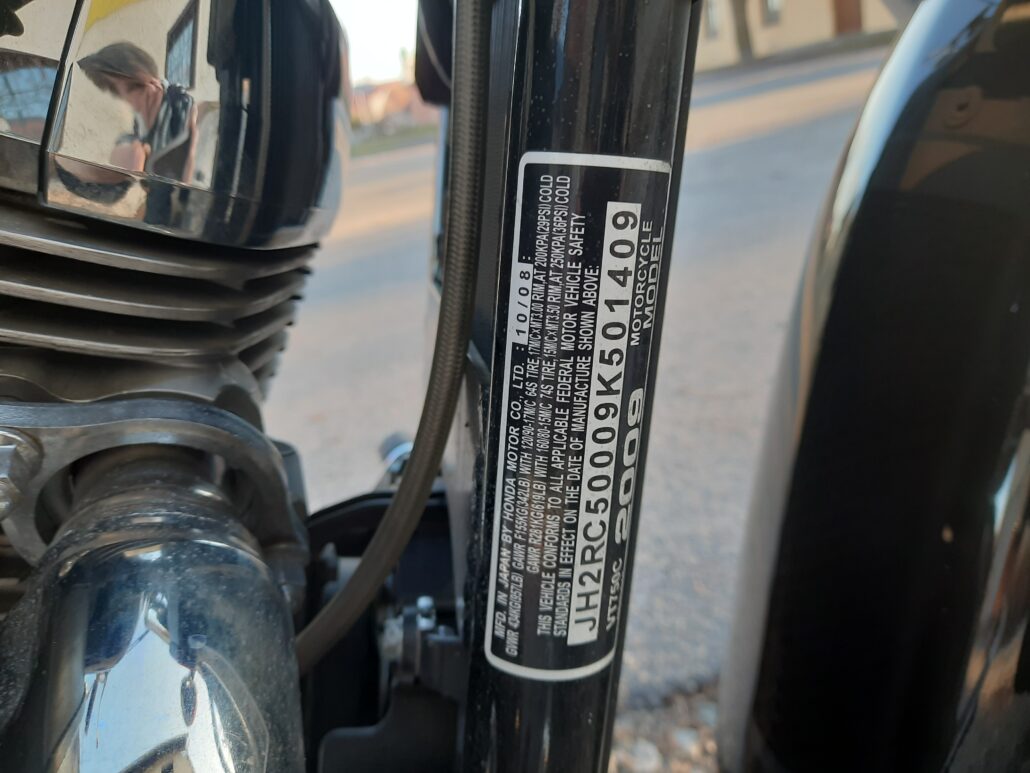 MFD. IN JAPAN BY HONDA MOTOR CO., LTD. : 10/08 :
GVWR 434KG(957LB) GAWR F155KG(342LB) WITH 120/90-17M/C 64S TIRE,17M/CXMT3.00 RIM,AT 200KPA(29PSI) COLD
GAWR R281KG(619LB) WITH 160/80-15M/C 74S TIRE,15M/CXMT3.50 RIM,AT 250KPA(36PSI) COLD
THIS VEHICLE CONFORMS TO ALL APPLICABLE FEDERAL MOTOR VEHICLE SAFETY
STANDARDS IN EFFECT ON THE DATE OF MANUFACTURE SHOWN ABOVE:
JH2RC50009K501409
MOTORCYCLE
VT750C 2009 MODEL